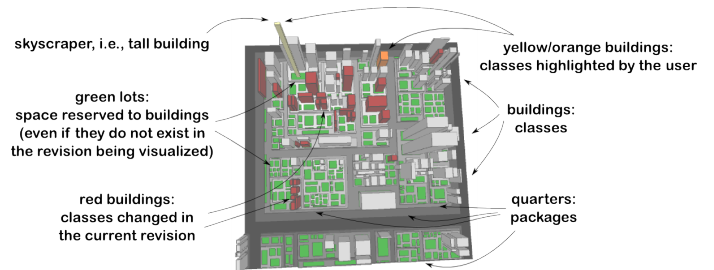 skyscraper, i.e., tall building
green lots:
space reserved to buildings
(even if they do not exist in
the revision being visualized)
red buildings:
classes changed in
the current revision
yellow/orange buildings:
classes highlighted by the user
buildings:
classes
quarters:
packages